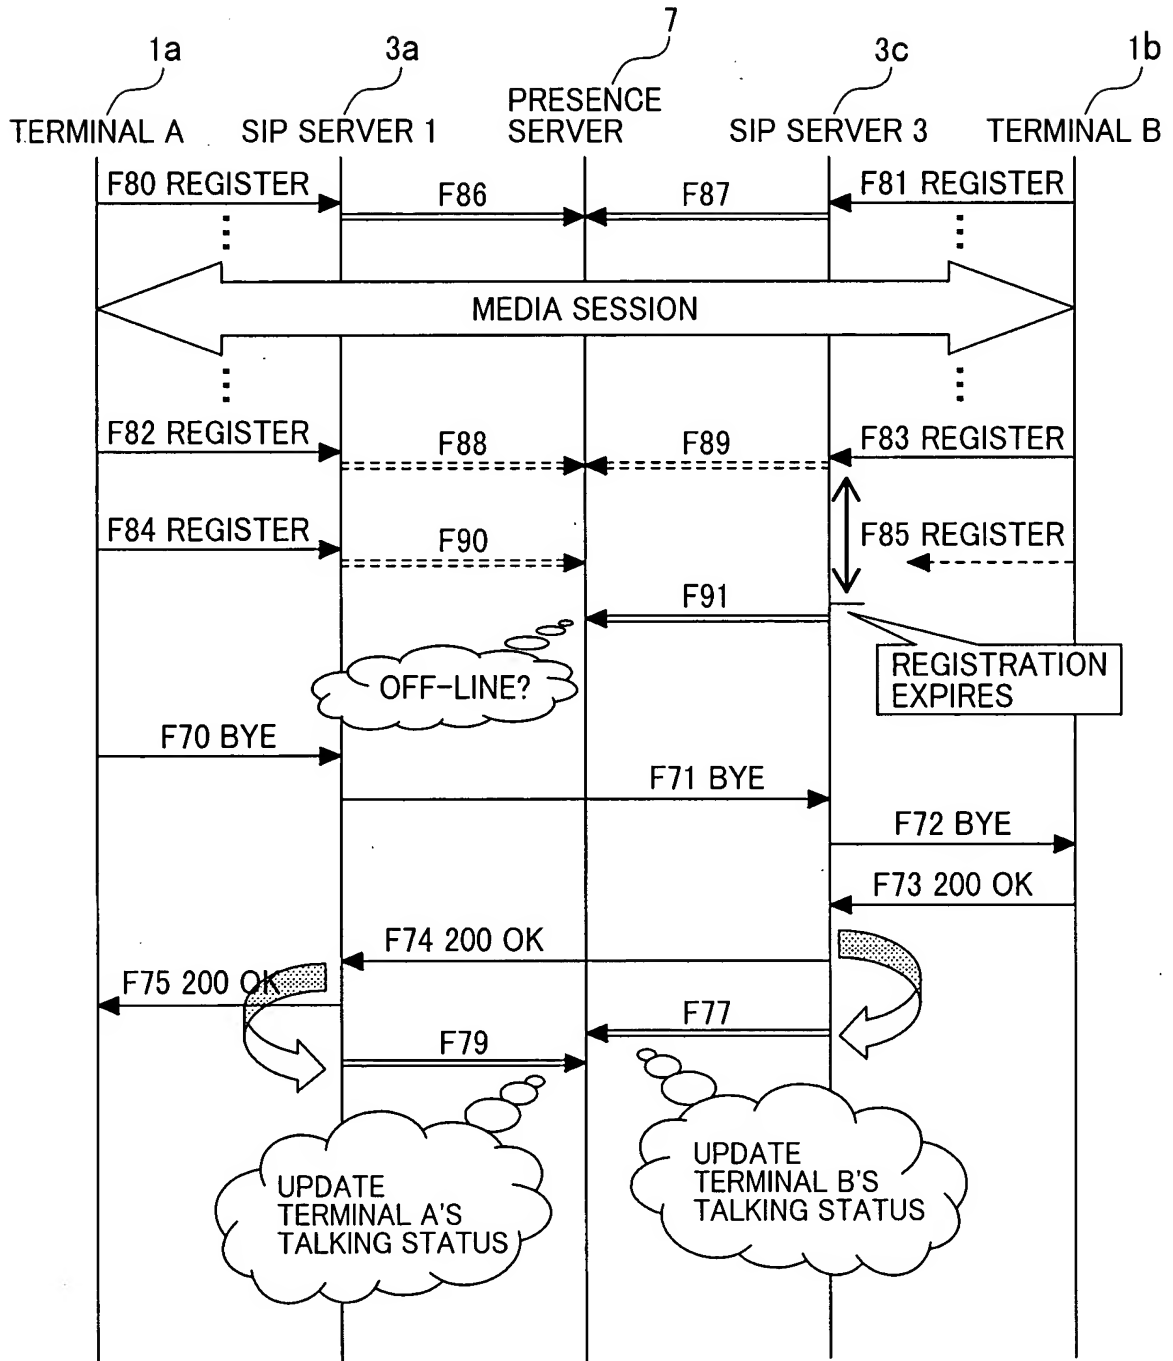 1a
3a
7
3c
1b
TERMINAL A
SIP SERVER 1
PRESENCE
SERVER
SIP SERVER 3
TERMINAL B
F80 REGISTER
F86
F87
F81 REGISTER
MEDIA SESSION
F82 REGISTER
F88
F89
F83 REGISTER
F84 REGISTER
F90
F85 REGISTER
F91
REGISTRATION
EXPIRES
OFF-LINE?
F70 BYE
F71 BYE
F72 BYE
F73 200 OK
F74 200 OK
F75 200 OK
F77
F79
UPDATE
TERMINAL B'S
TALKING STATUS
UPDATE
TERMINAL A'S
TALKING STATUS